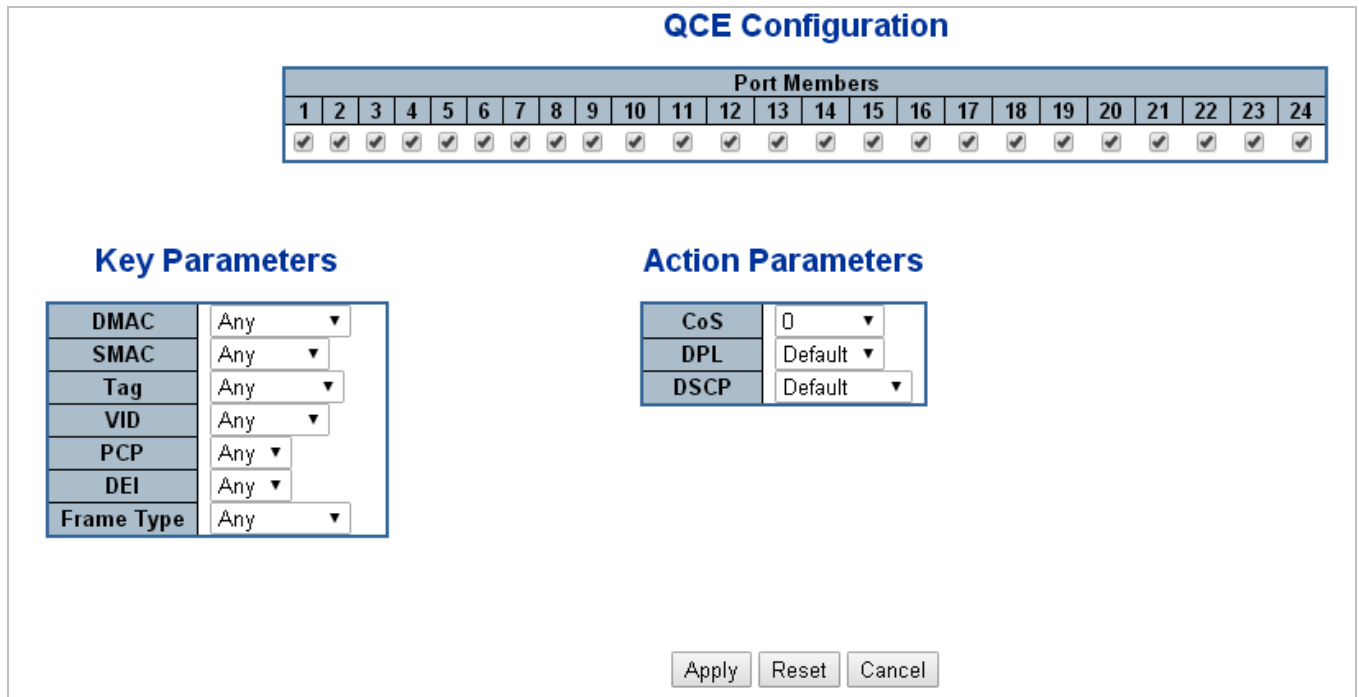 QCE Configuration
Port Members
1 2 3 4 5 6 7 8 9 10 11 12 13 14 15 16 17 18 19 20 21 22 23 24
Key Parameters
DMAC Any
SMAC Any
Tag Any
VID Any
PCP Any
DEI Any
Frame Type Any
Action Parameters
CoS 0
DPL Default
DSCP Default
Apply Reset Cancel